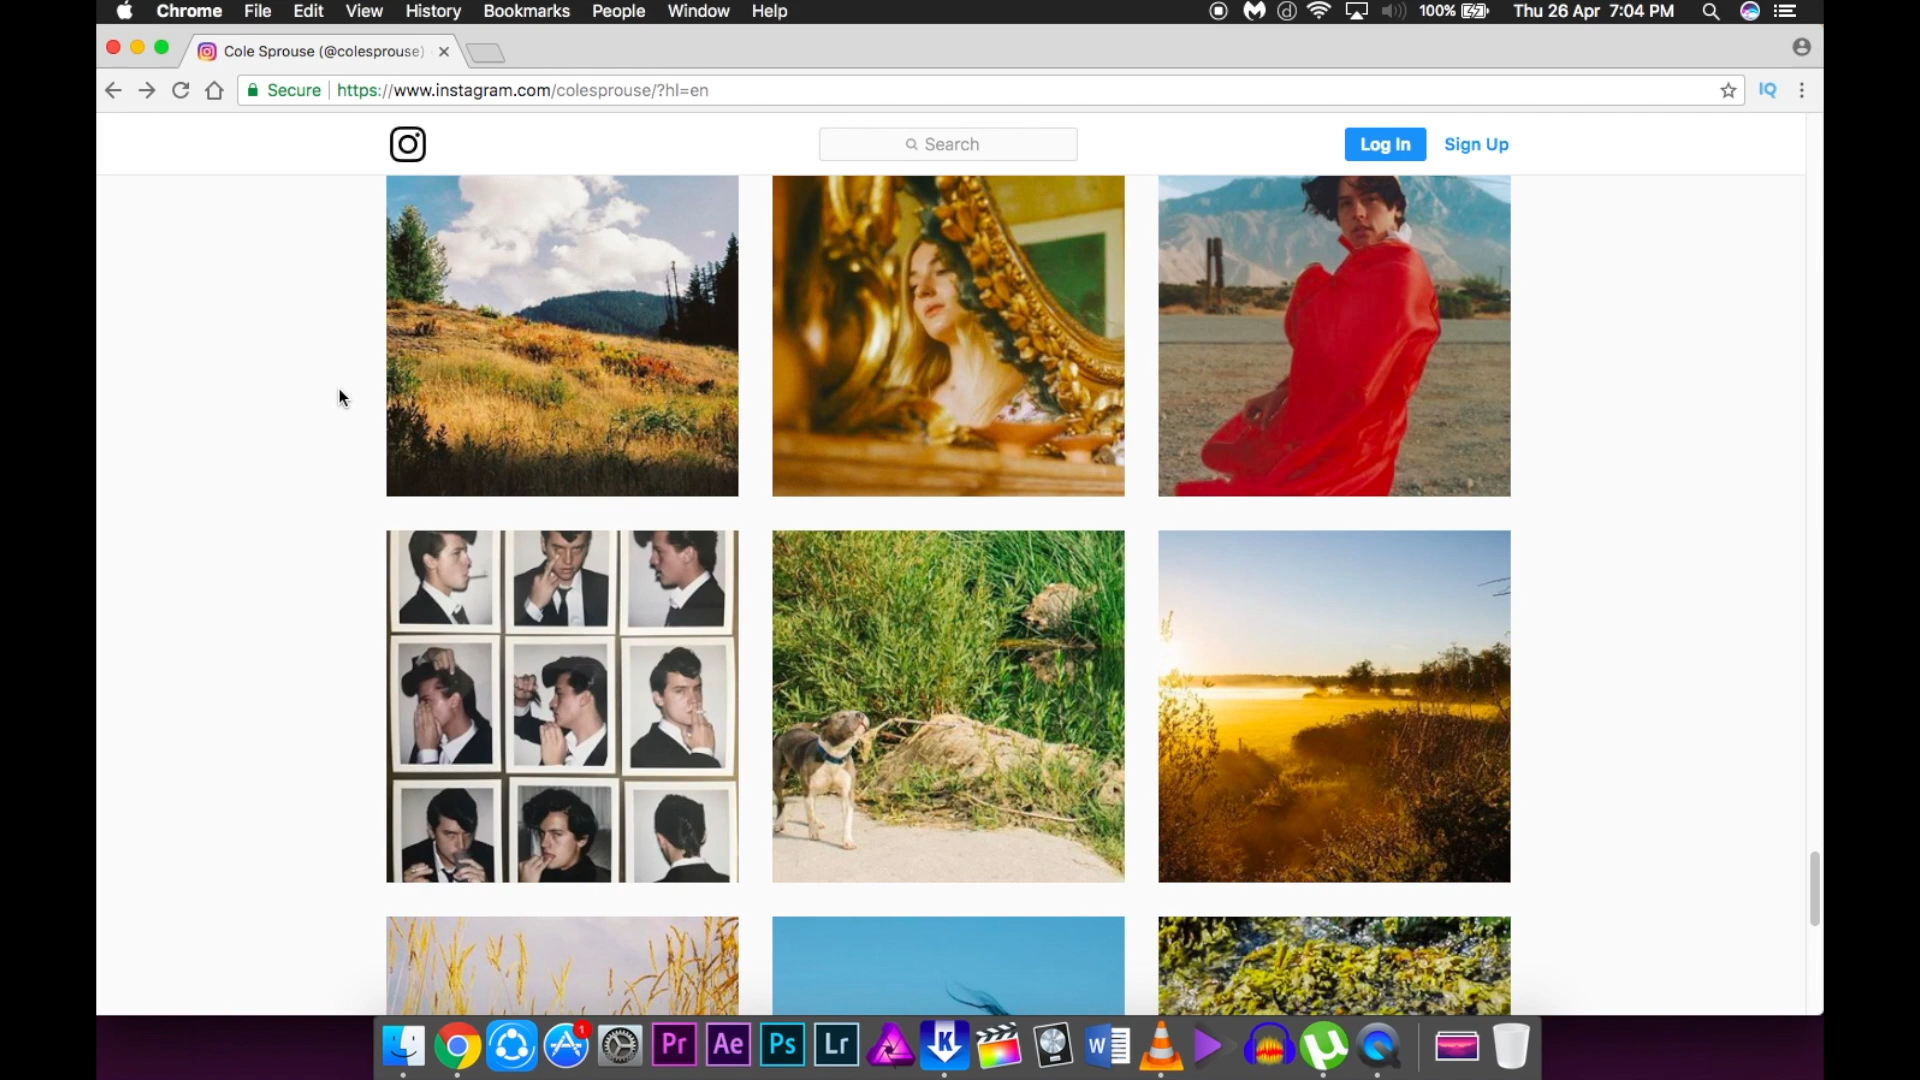 Chrome File Edit View History Bookmarks People Window Help
100% Thu 26 Apr 7:04 PM
Cole Sprouse (@colesprouse)
Secure https://www.instagram.com/colesprouse/?hl=en
IQ
Search
Log In Sign Up
1
Pr Ae Ps Lr K W